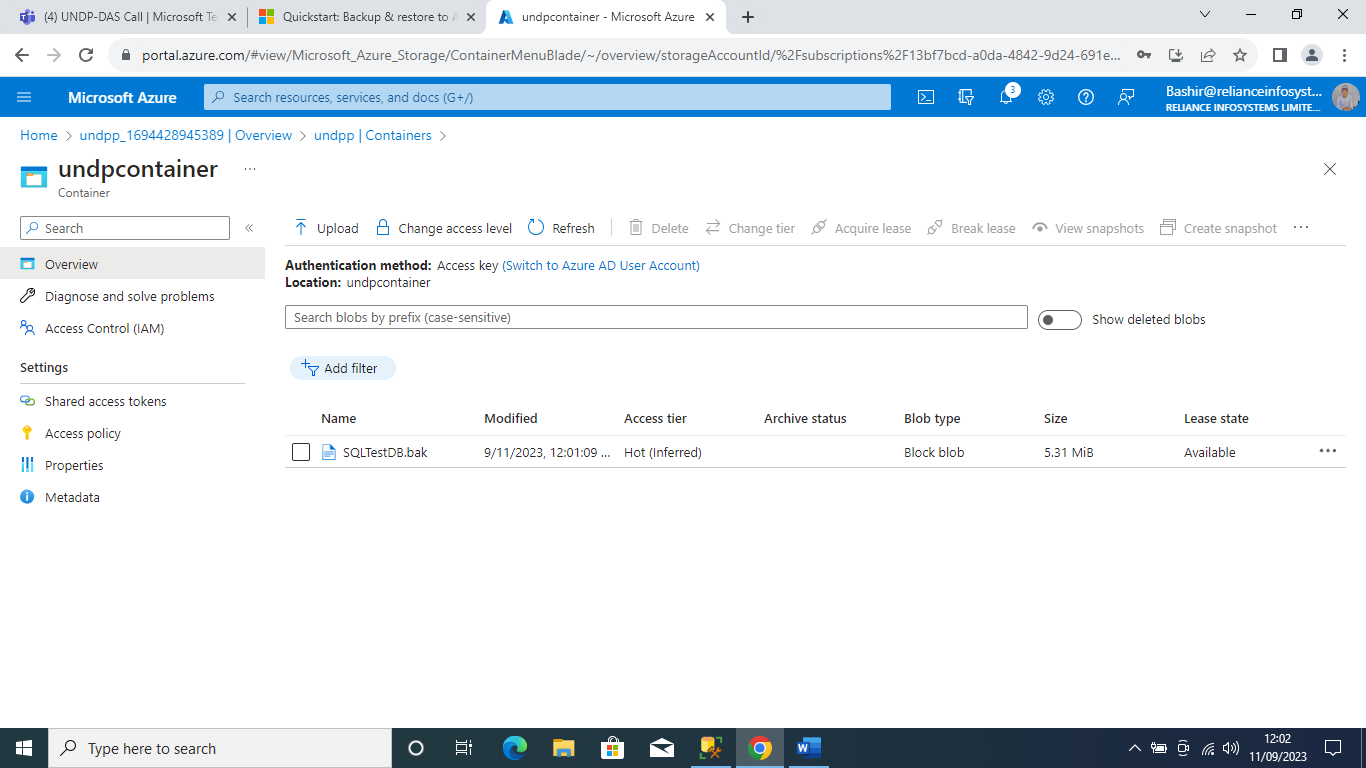 (4) UNDP-DAS Call | Microsoft Te
Quickstart: Backup & restore to A
undpcontainer - Microsoft Azure
portal.azure.com/#view/Microsoft_Azure_Storage/ContainerMenuBlade/~/overview/storageAccountId/%2Fsubscriptions%2F13bf7bcd-a0da-4842-9d24-691e...
Microsoft Azure
Search resources, services, and docs (G+/)
3
Bashir@relianceinfosyst...
RELIANCE INFOSYSTEMS LIMITE...
Home > undpp_1694428945389 | Overview > undpp | Containers >
undpcontainer ...
Container
Search «
Upload Change access level Refresh Delete Change tier Acquire lease Break lease View snapshots Create snapshot ...
Overview
Diagnose and solve problems
Access Control (IAM)
Settings
Shared access tokens
Access policy
Properties
Metadata
Authentication method: Access key (Switch to Azure AD User Account)
Location: undpcontainer
Search blobs by prefix (case-sensitive)
Show deleted blobs
Add filter
Name Modified Access tier Archive status Blob type Size Lease state
SQLTestDB.bak 9/11/2023, 12:01:09 ... Hot (Inferred) Block blob 5.31 MiB Available ...
Type here to search
12:02
11/09/2023